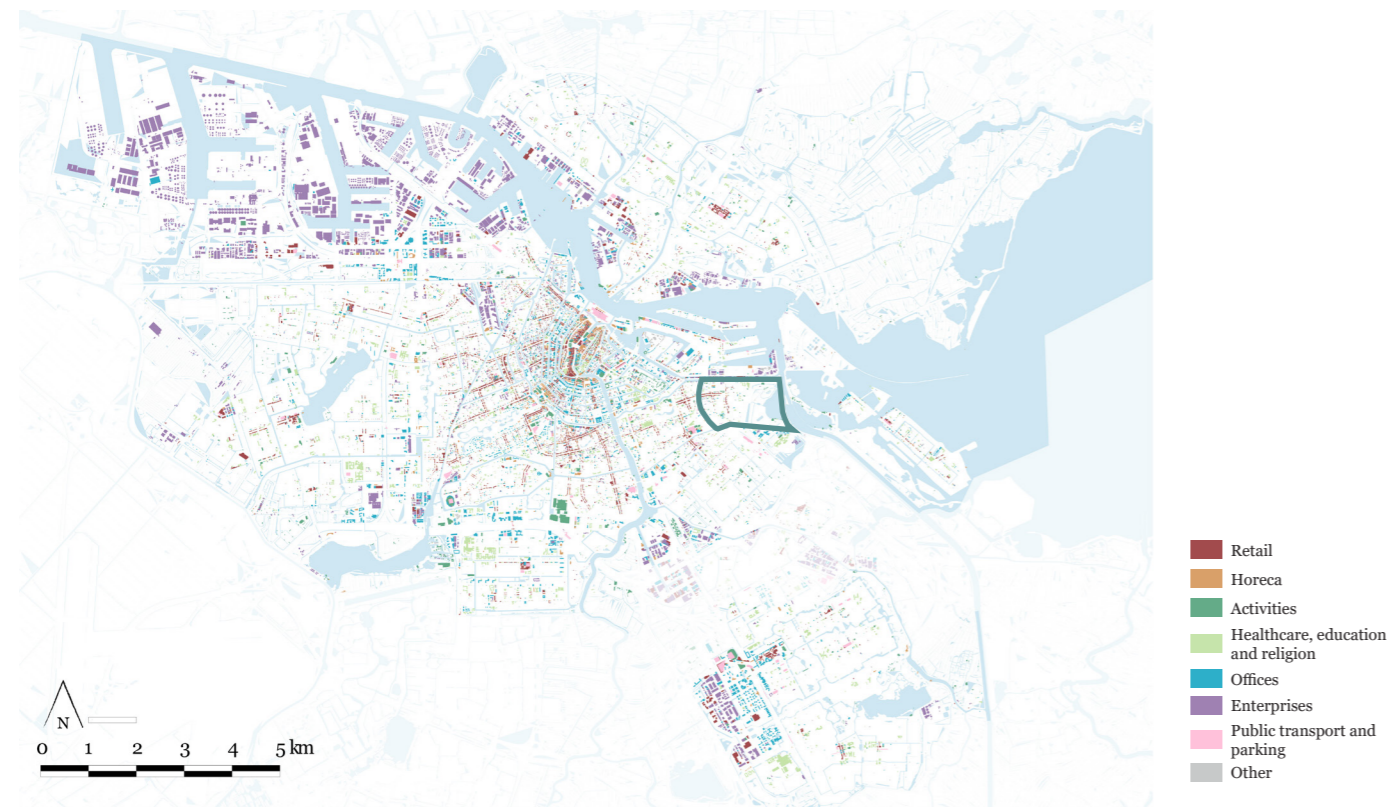 Retail
Horeca
Activities
Healthcare, education
and religion
Offices
Enterprises
Public transport and
parking
Other
N
0 1 2 3 4 5 km